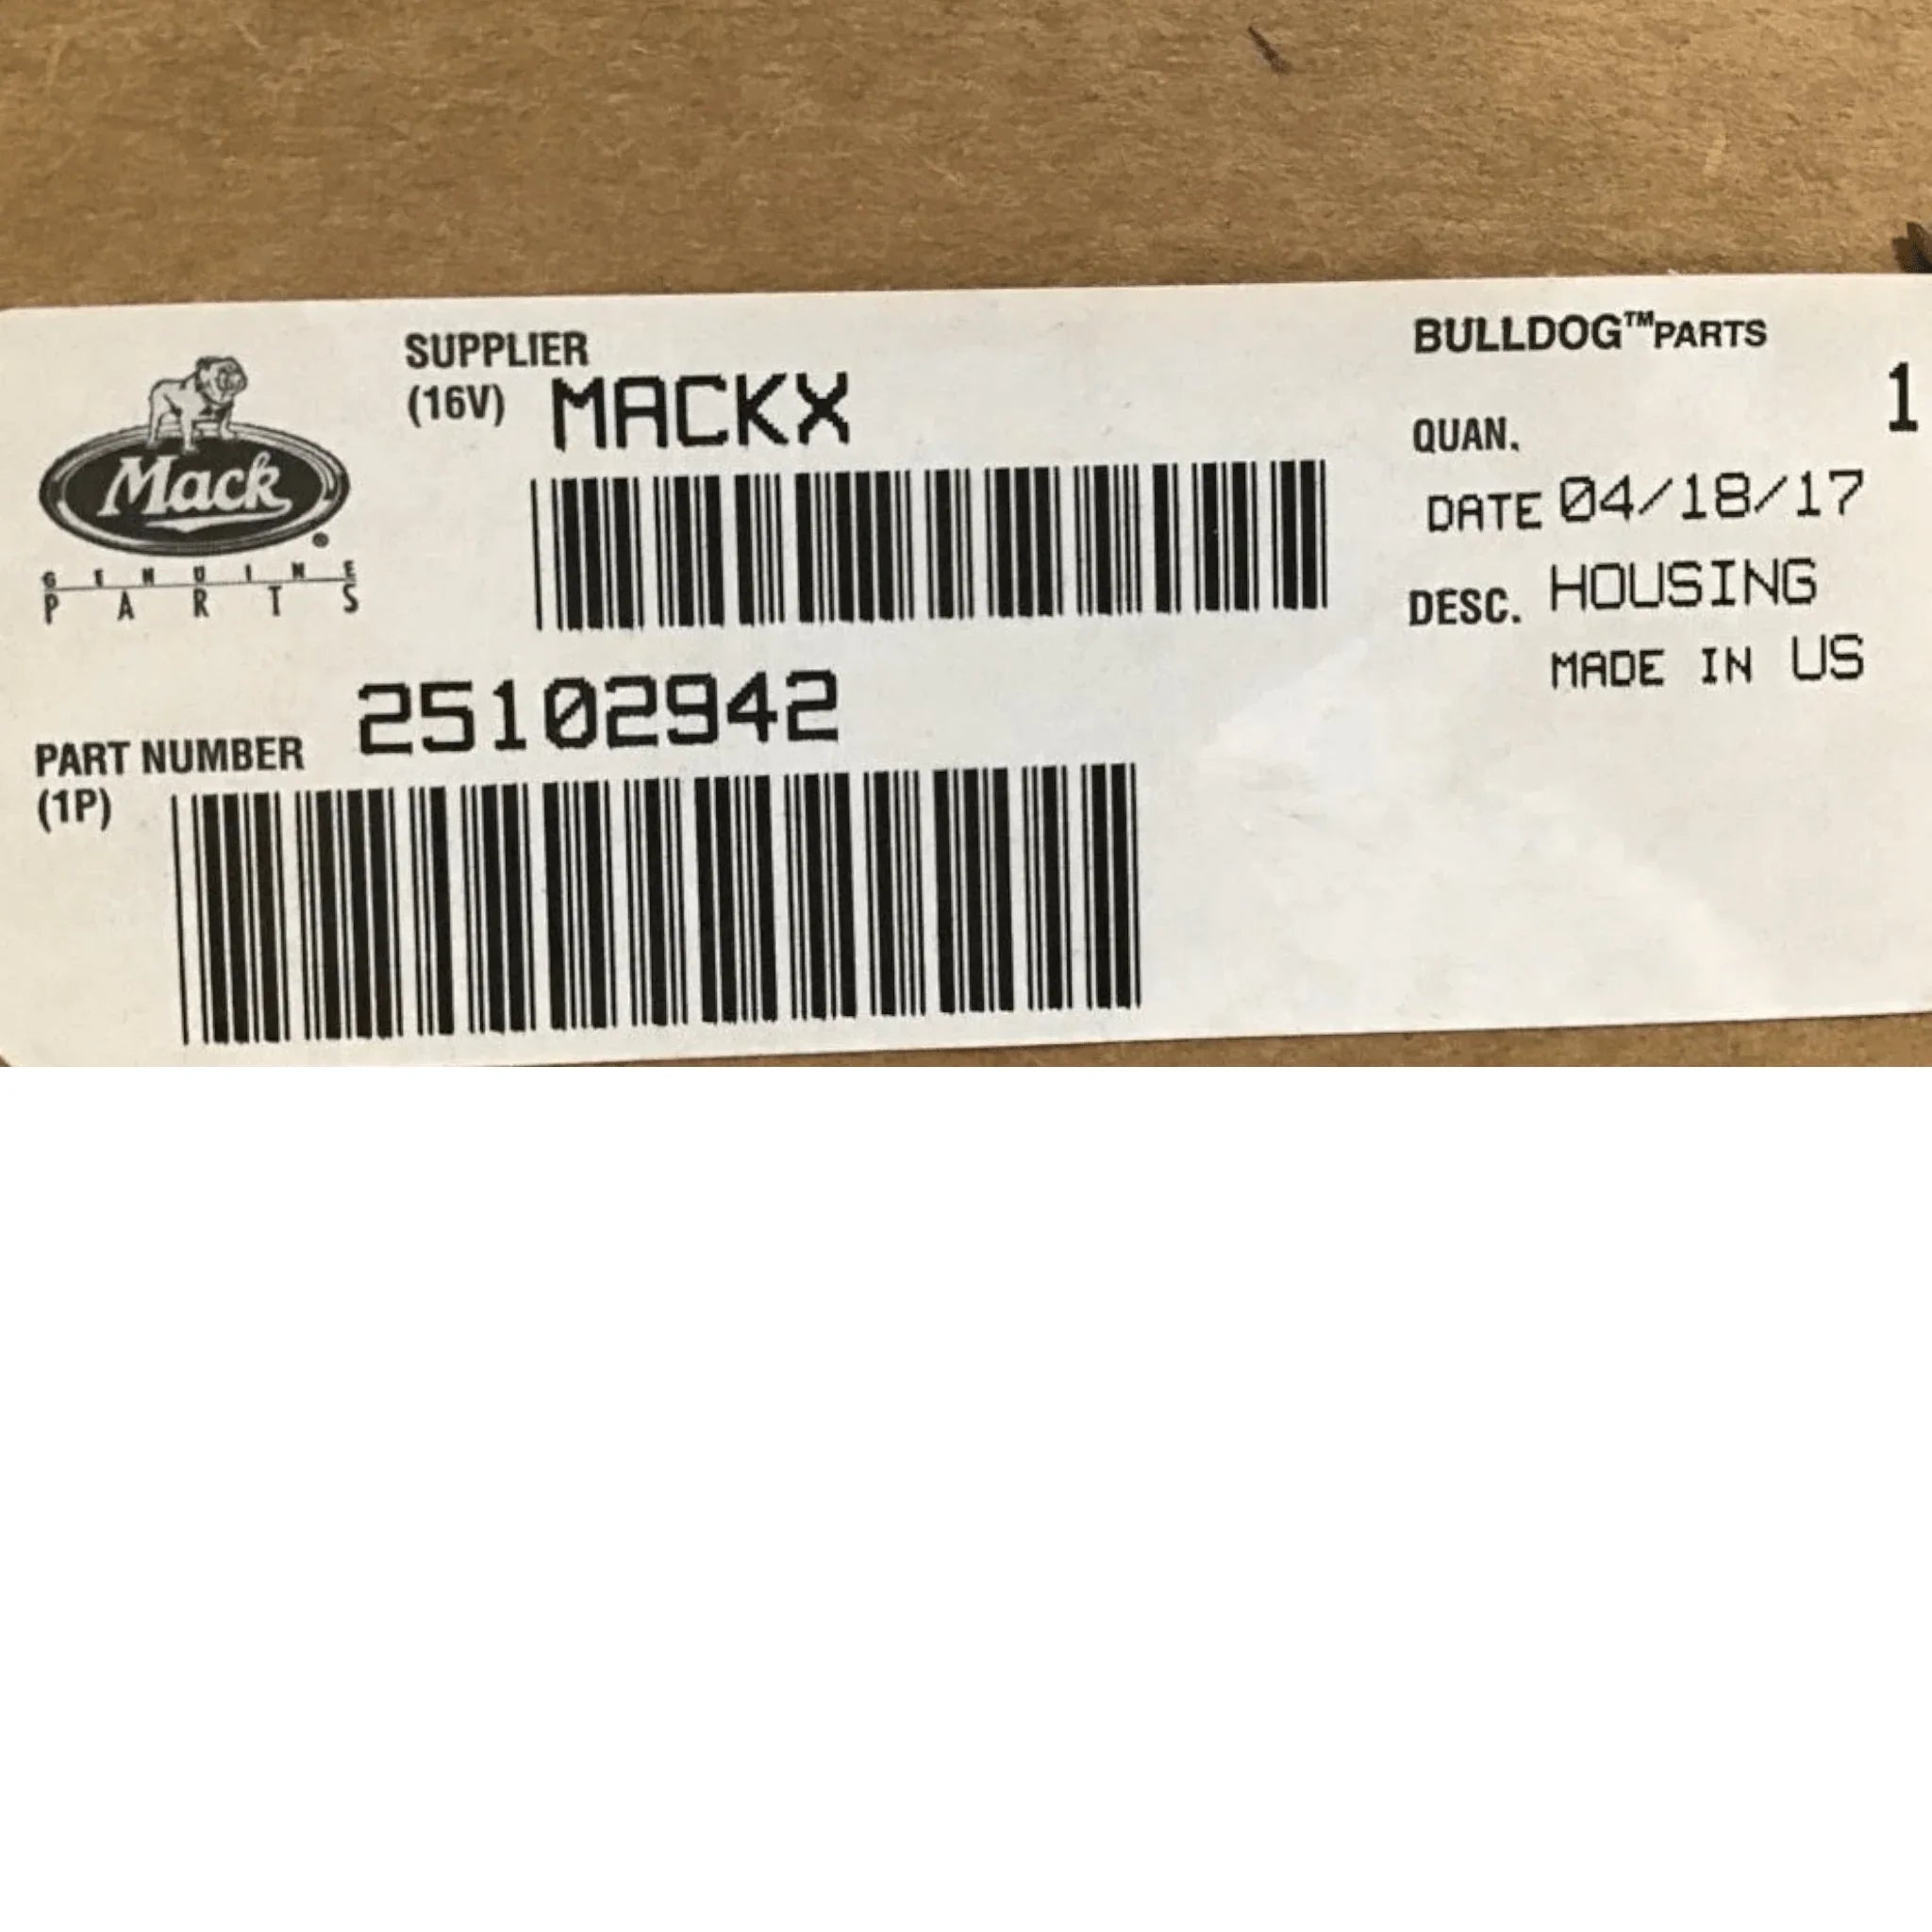 Mack
GENUINE
PARTS
SUPPLIER
(16V) MACKX
PART NUMBER 25102942
(1P)
BULLDOG™PARTS
QUAN. 1
DATE 04/18/17
DESC. HOUSING
MADE IN US